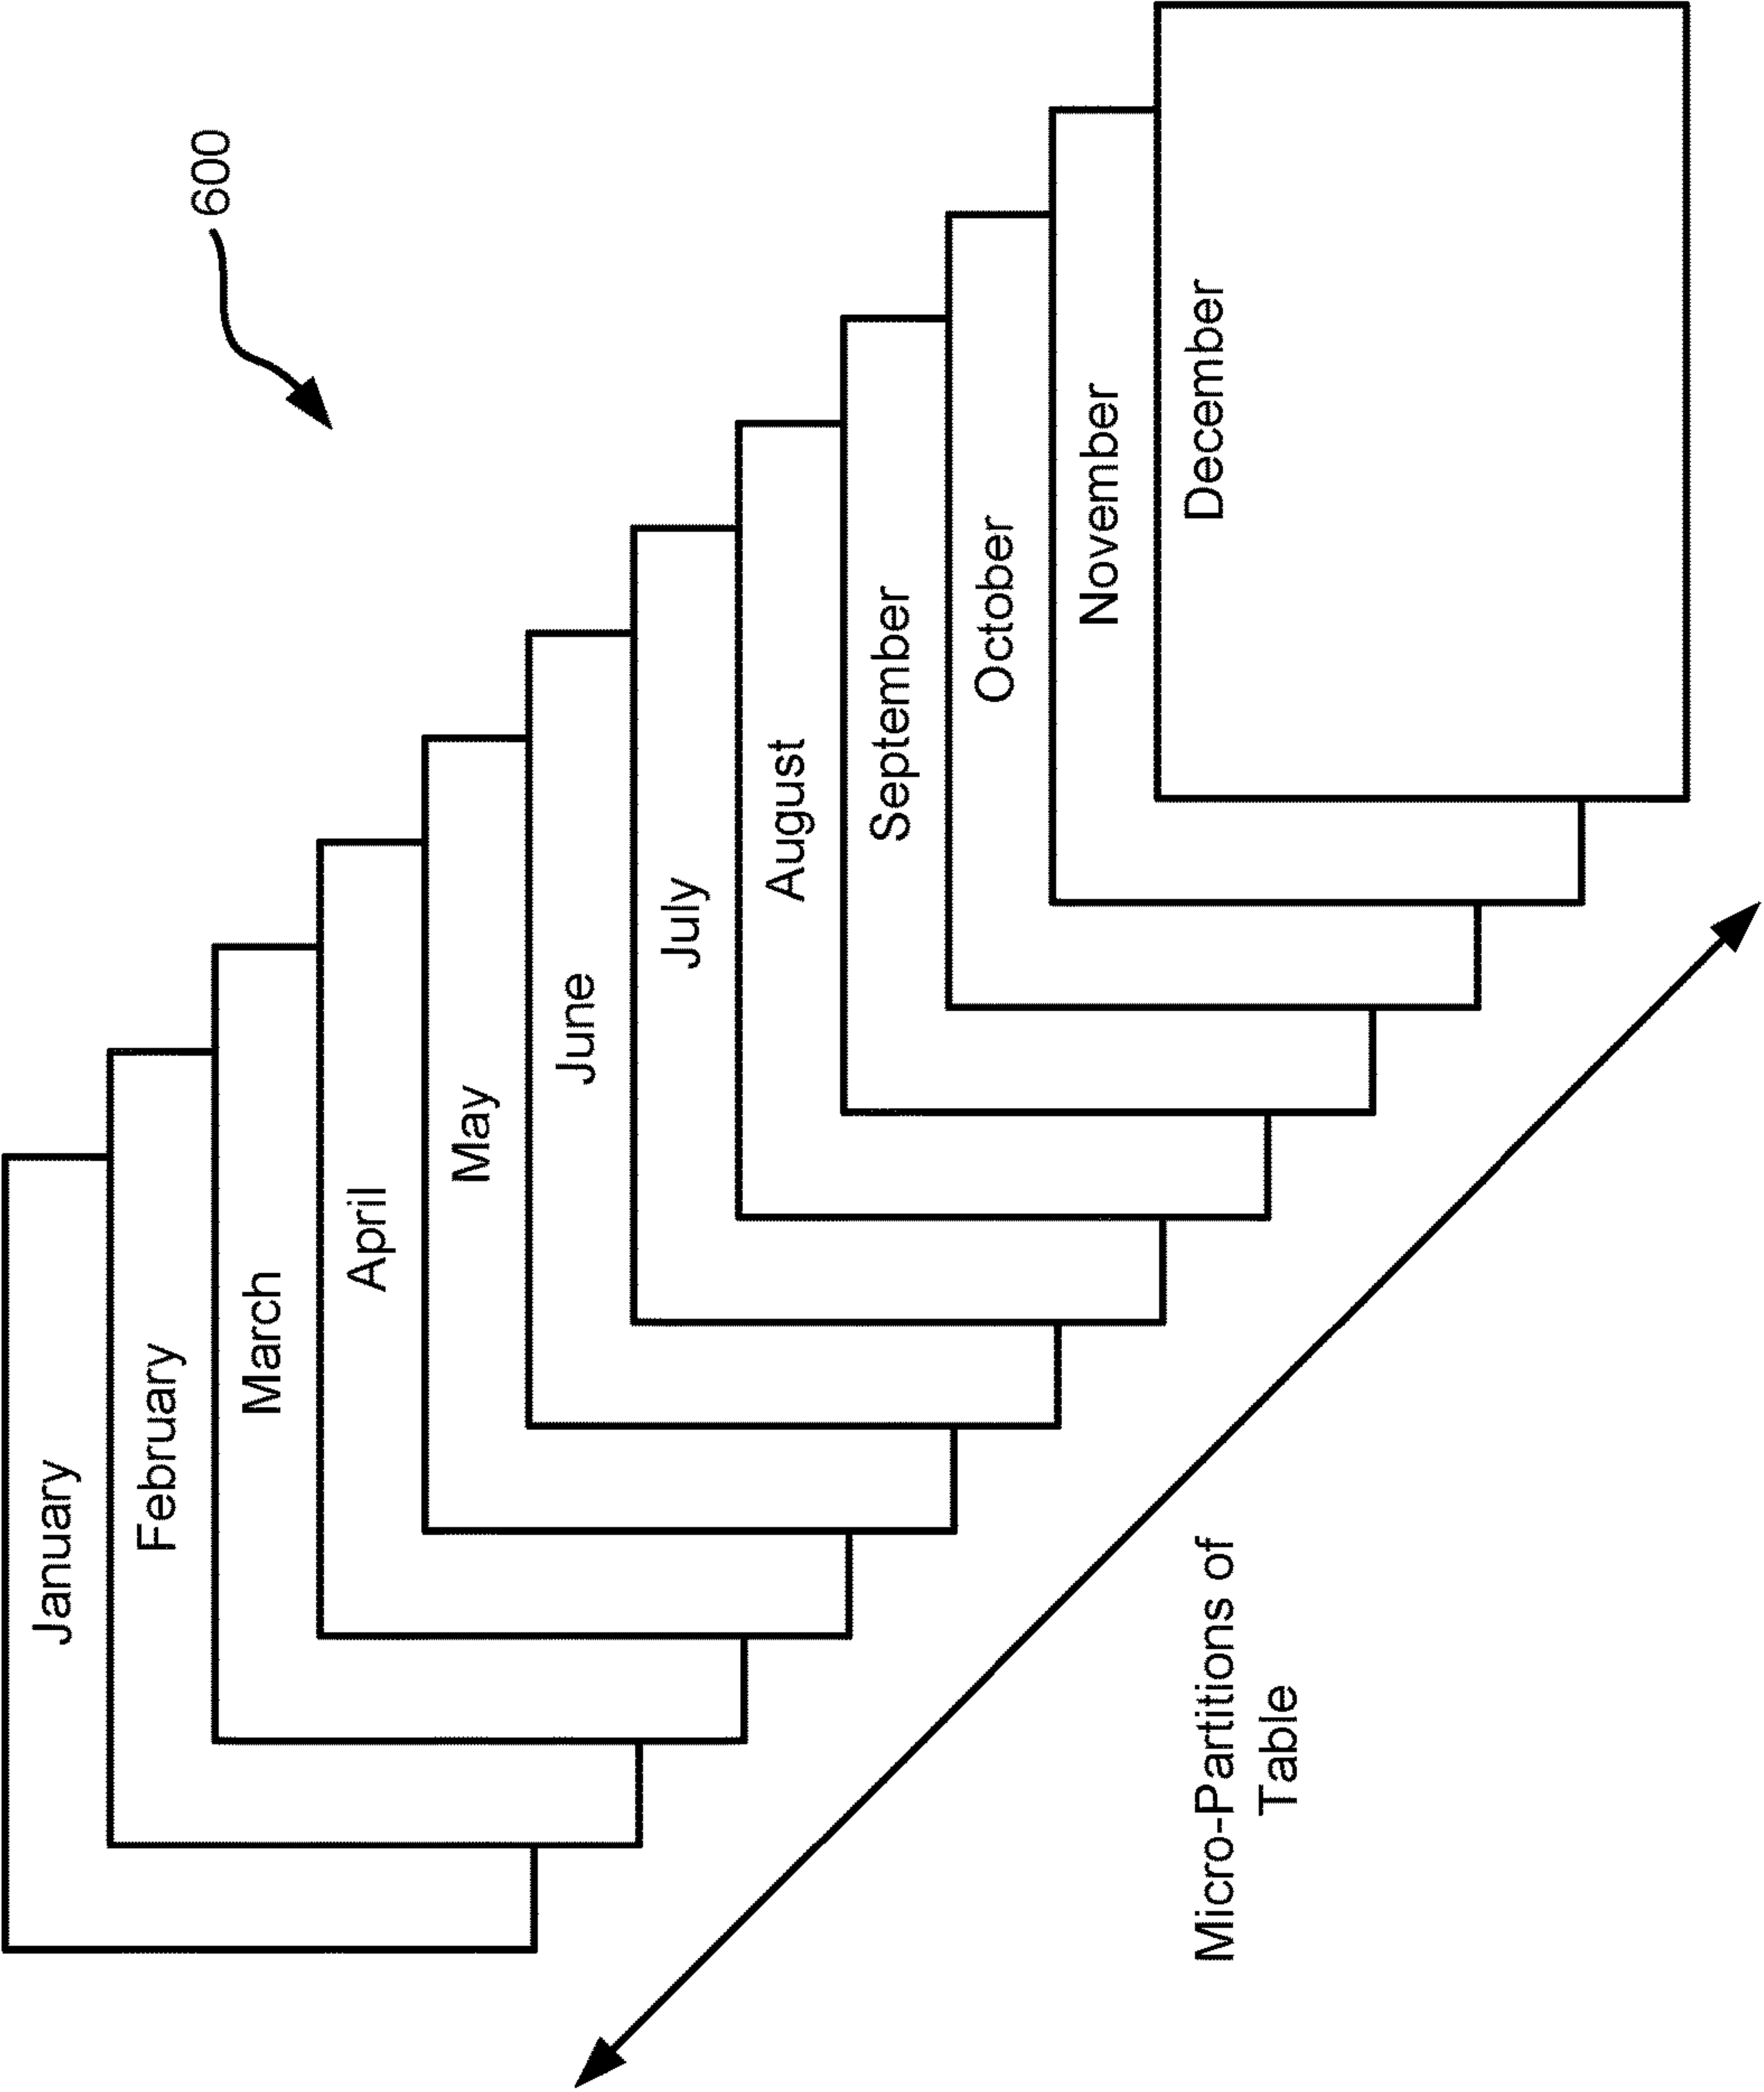 600
January
February
March
April
May
June
July
August
September
October
November
December
Micro-Partitions of
Table